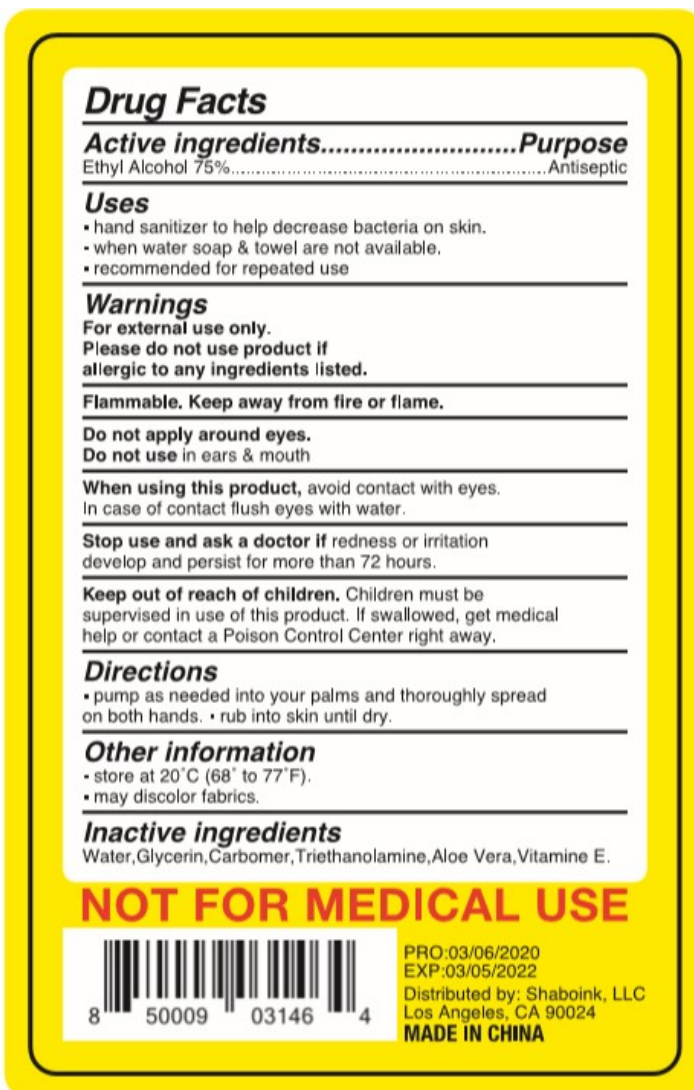 Drug Facts
Active ingredients..........................Purpose
Ethyl Alcohol 75%..........................................................Antiseptic
Uses
▪ hand sanitizer to help decrease bacteria on skin.
▪ when water soap & towel are not available.
▪ recommended for repeated use
Warnings
For external use only.
Please do not use product if
allergic to any ingredients listed.
Flammable. Keep away from fire or flame.
Do not apply around eyes.
Do not use in ears & mouth
When using this product, avoid contact with eyes.
In case of contact flush eyes with water.
Stop use and ask a doctor if redness or irritation
develop and persist for more than 72 hours.
Keep out of reach of children. Children must be
supervised in use of this product. If swallowed, get medical
help or contact a Poison Control Center right away.
Directions
▪ pump as needed into your palms and thoroughly spread
on both hands. ▪ rub into skin until dry.
Other information
▪ store at 20°C (68° to 77°F).
▪ may discolor fabrics.
Inactive ingredients
Water,Glycerin,Carbomer,Triethanolamine,Aloe Vera,Vitamine E.
NOT FOR MEDICAL USE
8 50009 03146 4
PRO:03/06/2020
EXP:03/05/2022
Distributed by: Shaboink, LLC
Los Angeles, CA 90024
MADE IN CHINA